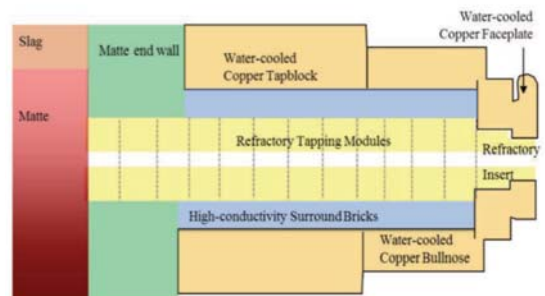 Water-cooled
Copper Faceplate
Slag
Matte end wall
Water-cooled
Copper Tapblock
Matte
Refractory Tapping Modules
Refractory
Insert
High-conductivity Surround Bricks
Water-cooled
Copper Bullnose